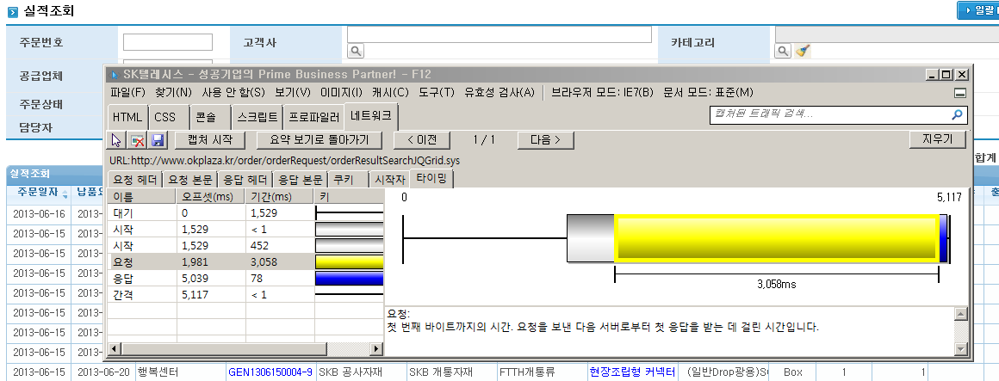 실적조회
일괄
주문번호
고객사
카테고리
공급업체
주문상태
담당자
SK텔레시스 - 성공기업의 Prime Business Partner! - F12
파일(F) 찾기(N) 사용 안 함(S) 보기(V) 이미지(I) 캐시(C) 도구(T) 유효성 검사(A) 브라우저 모드: IE7(B) 문서 모드: 표준(M)
HTML CSS 콘솔 스크립트 프로파일러 네트워크
캡처된 트래픽 검색...
캡처 시작 요약 보기로 돌아가기 < 이전 1 / 1 다음 > 지우기
URL:http://www.okplaza.kr/order/orderRequest/orderResultSearchJQGrid.sys
요청 헤더 요청 본문 응답 헤더 응답 본문 쿠키 시작자 타이밍
이름 오프셋(ms) 기간(ms) 키
대기 0 1,529
시작 1,529 < 1
시작 1,529 452
요청 1,981 3,058
응답 5,039 78
간격 5,117 < 1
0 5,117
3,058ms
요청:
첫 번째 바이트까지의 시간. 요청을 보낸 다음 서버로부터 첫 응답을 받는 데 걸린 시간입니다.
합계
실적조회
주문일자
2013-06-16 2013-
2013-06-15 2013-
2013-06-15 2013-
2013-06-15 2013-
2013-06-15 2013-
2013-06-15 2013-
2013-06-15 2013-
2013-06-15 2013-
2013-06-15 2013-06-20 행복센터 GEN1306150004-9 SKB 공사자재 SKB 개통자재 FTTH개통류 현장조립형 커넥터 (일반Drop광용)S Box 1 1